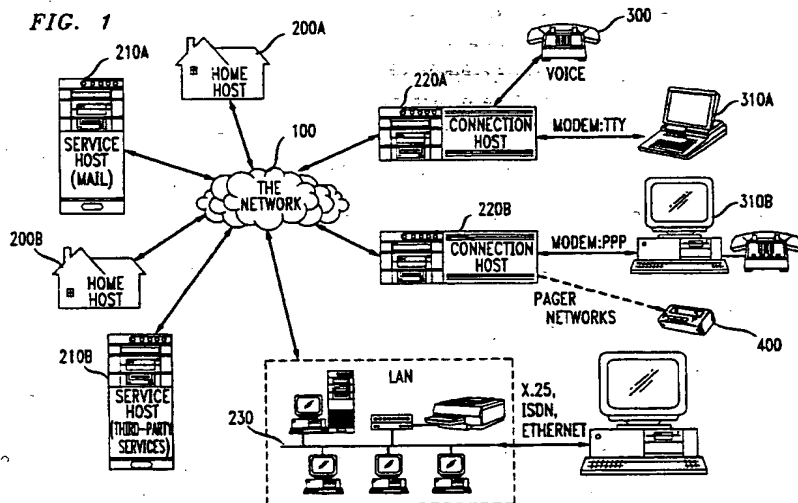 FIG. 1
210A
200A
HOME
HOST
300
VOICE
220A
CONNECTION
HOST
MODEM:TTY
310A
SERVICE
HOST
(MAIL)
100
THE
NETWORK
200B
HOME
HOST
220B
CONNECTION
HOST
MODEM:PPP
310B
PAGER
NETWORKS
400
210B
SERVICE
HOST
(THIRD-PARTY
SERVICES)
LAN
230
X.25,
ISDN,
ETHERNET